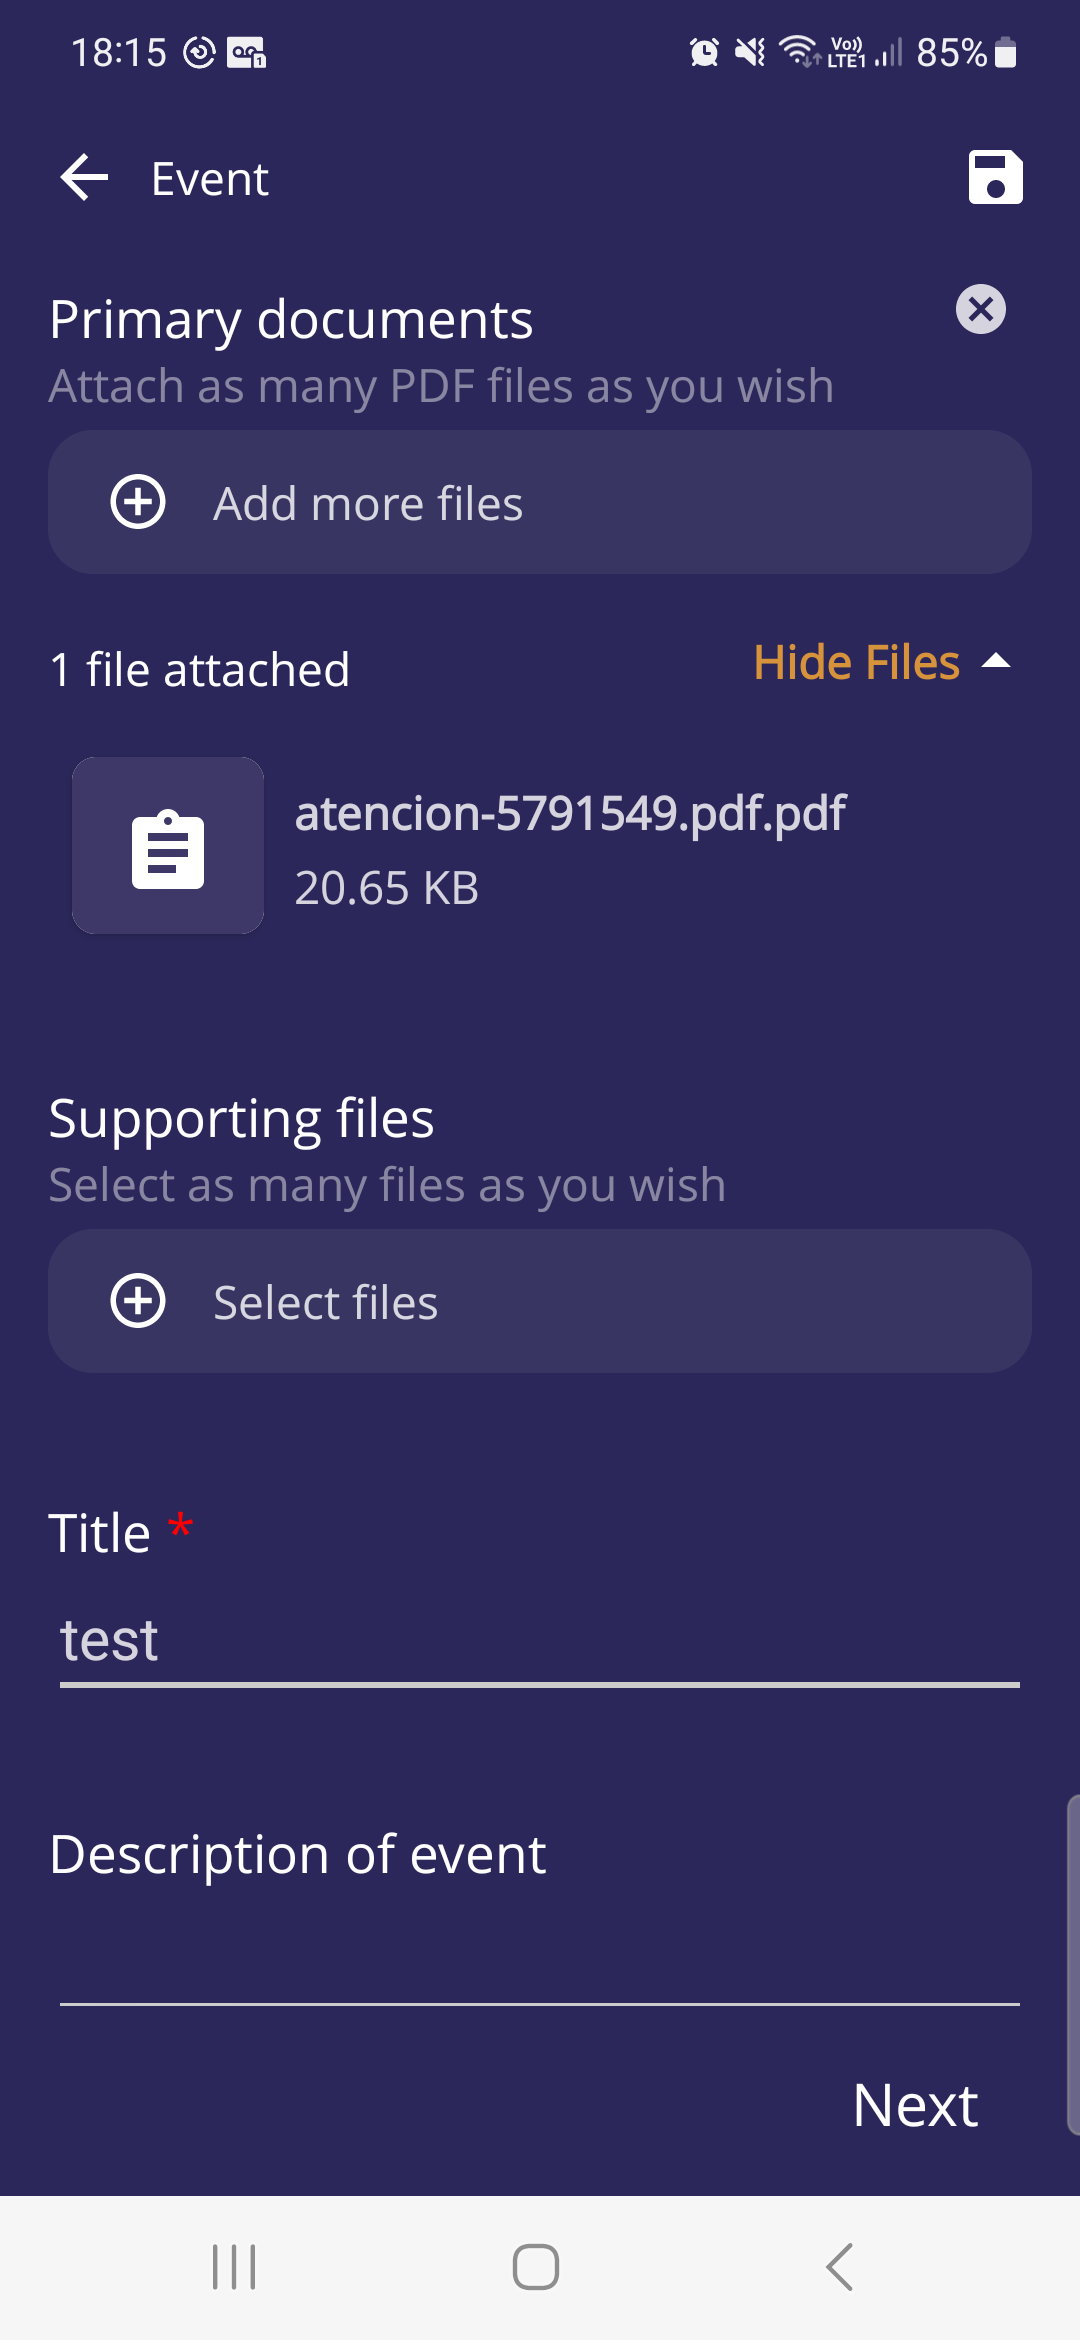 18:15 Vo)) LTE1 85%
Event
Primary documents
Attach as many PDF files as you wish
Add more files
1 file attached Hide Files
atencion-5791549.pdf.pdf
20.65 KB
Supporting files
Select as many files as you wish
Select files
Title *
test
Description of event
Next